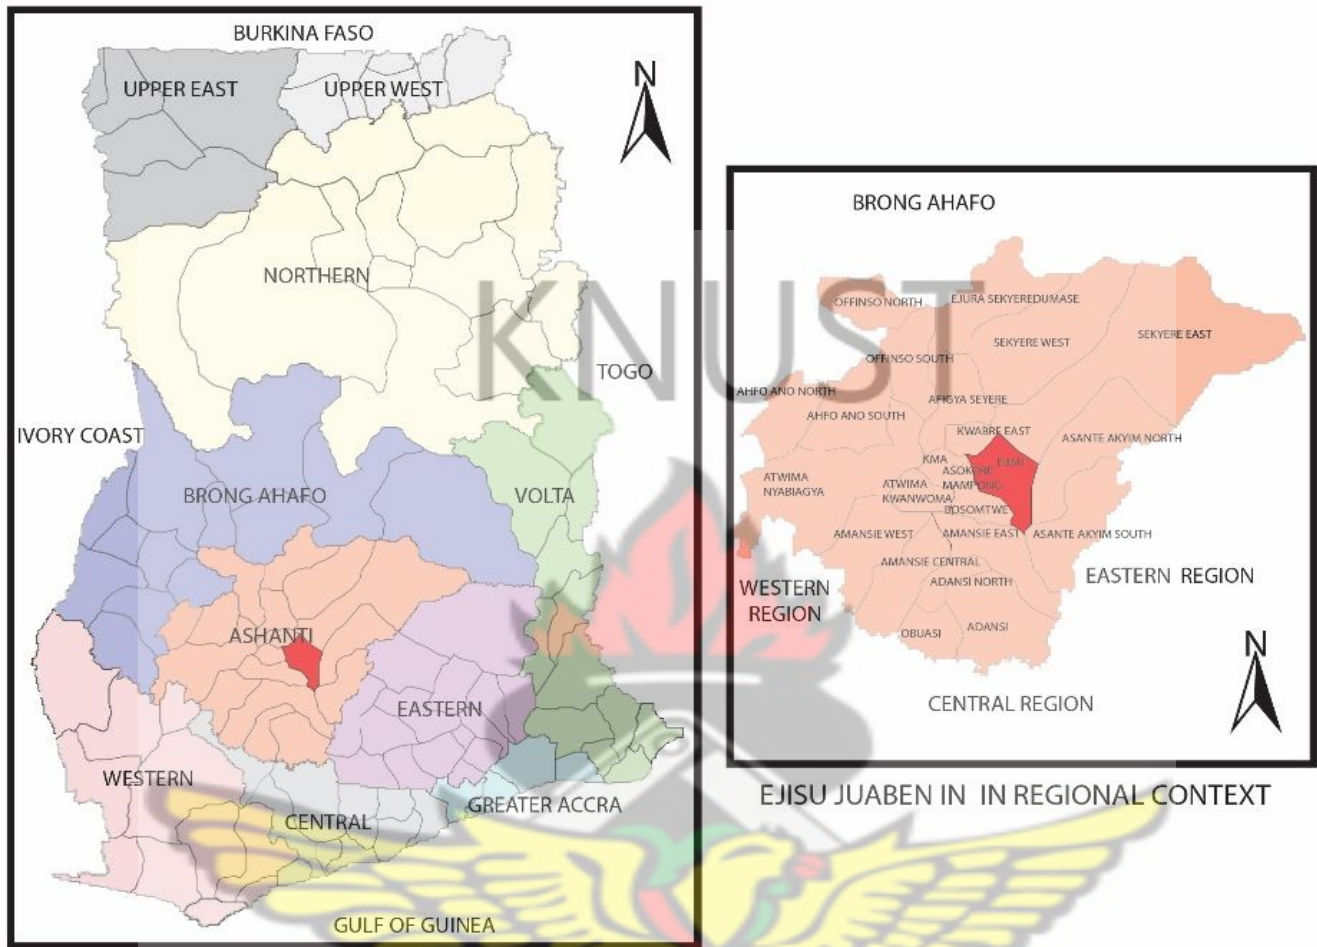 BURKINA FASO
UPPER EAST
UPPER WEST
N
NORTHERN
TOGO
IVORY COAST
BRONG AHAFO
VOLTA
ASHANTI
EASTERN
WESTERN
GREATER ACCRA
CENTRAL
GULF OF GUINEA
KNUST
BRONG AHAFO
OFFINSO NORTH
EJURA SEKYEREDUMASE
SEKYERE EAST
SEKYERE WEST
OFFINSO SOUTH
AHFO ANO NORTH
AFIGYA SEYERE
AHFO ANO SOUTH
KWABRE EAST
ASANTE AKYIM NORTH
KMA
EJISU
ASOKORE
MAMPONG
ATWIMA
NYABIAGYA
ATWIMA
KWANWOMA
BOSOMTWE
AMANSIE WEST
AMANSIE EAST
ASANTE AKYIM SOUTH
AMANSIE CENTRAL
ADANSI NORTH
EASTERN REGION
WESTERN
REGION
OBUASI
ADANSI
N
CENTRAL REGION
EJISU JUABEN IN IN REGIONAL CONTEXT